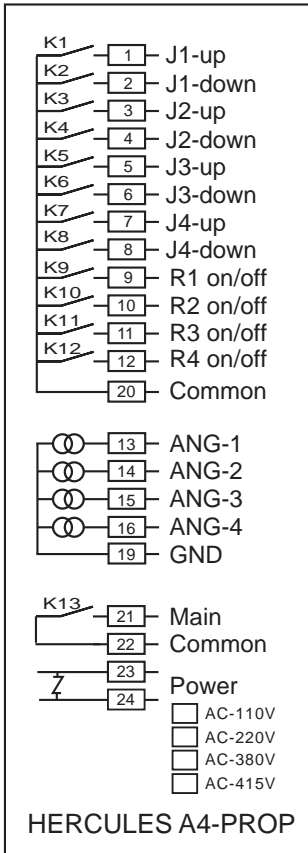 K1 1 J1-up
K2 2 J1-down
K3 3 J2-up
K4 4 J2-down
K5 5 J3-up
K6 6 J3-down
K7 7 J4-up
K8 8 J4-down
K9 9 R1 on/off
K10 10 R2 on/off
K11 11 R3 on/off
K12 12 R4 on/off
20 Common
13 ANG-1
14 ANG-2
15 ANG-3
16 ANG-4
19 GND
K13 21 Main
22 Common
23
24 Power
AC-110V
AC-220V
AC-380V
AC-415V
HERCULES A4-PROP